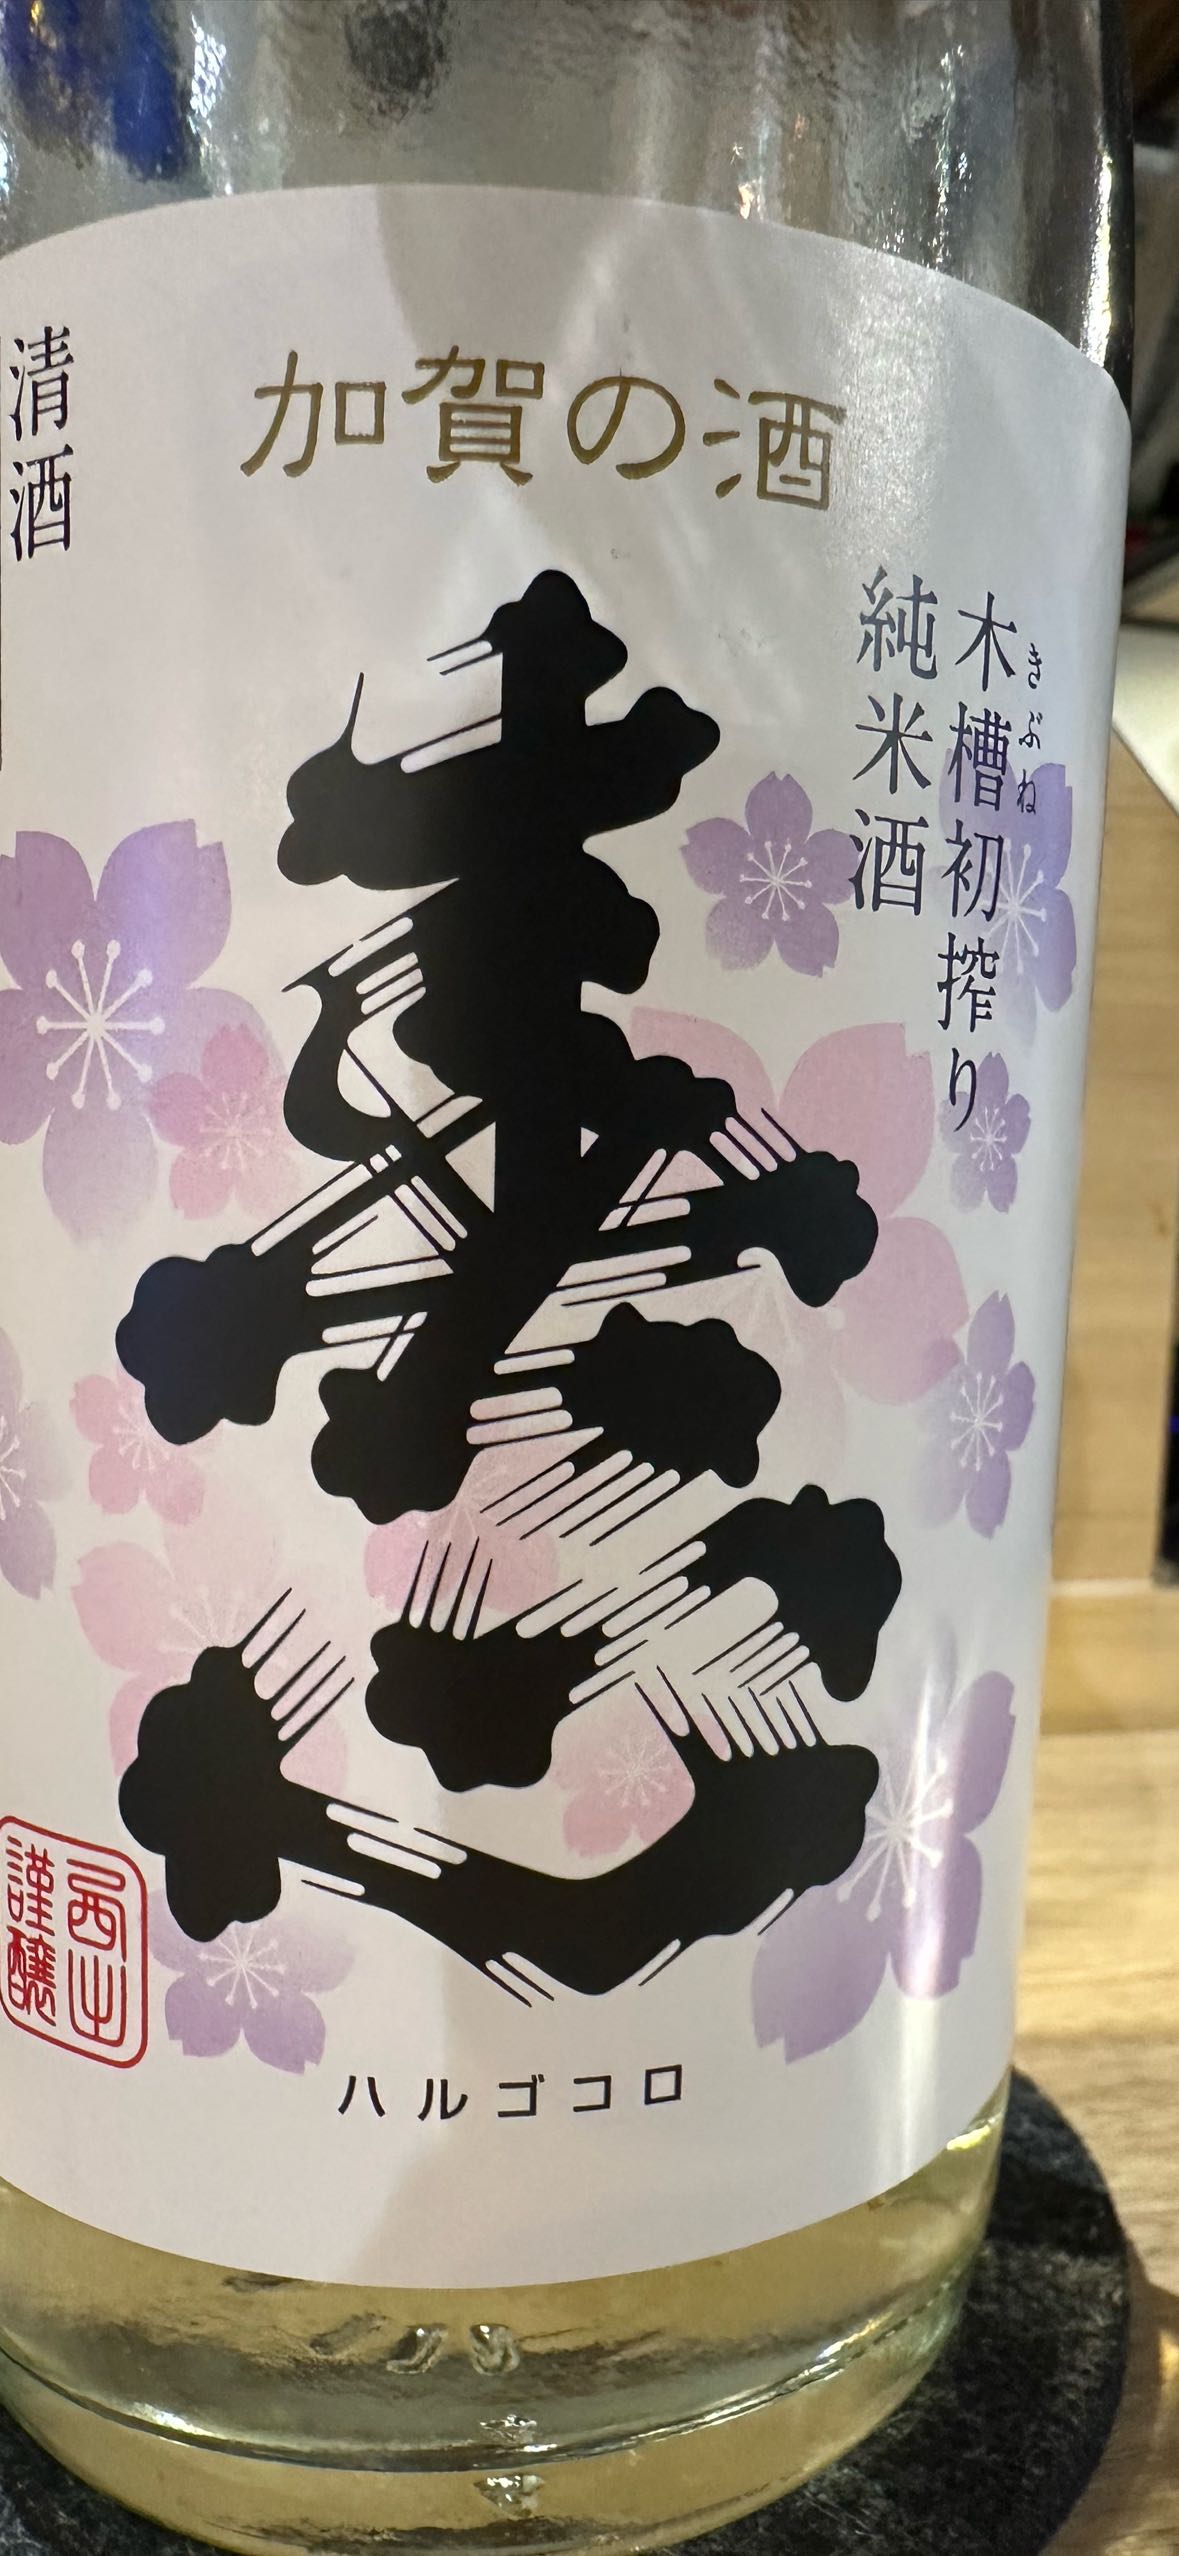 加賀の酒
木槽初搾り
きぶね
純米酒
春心
ハルゴコロ
清酒
西出
謹醸